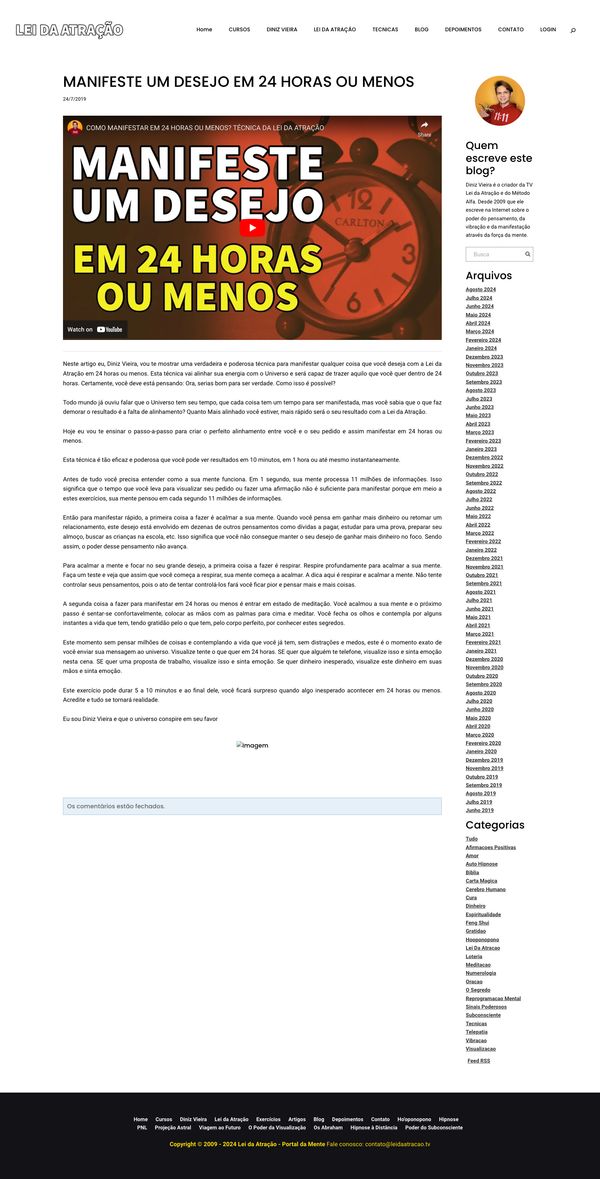 LEI DA ATRAÇÃO
Home CURSOS DINIZ VIEIRA LEI DA ATRAÇÃO TECNICAS BLOG DEPOIMENTOS CONTATO LOGIN
MANIFESTE UM DESEJO EM 24 HORAS OU MENOS
24/7/2019
COMO MANIFESTAR EM 24 HORAS OU MENOS? TÉCNICA DA LEI DA ATRAÇÃO
Share
MANIFESTE
UM DESEJO
CARLTON
EM 24 HORAS
OU MENOS
Watch on YouTube
Neste artigo eu, Diniz Vieira, vou te mostrar uma verdadeira e poderosa técnica para manifestar qualquer coisa que você deseja com a Lei da
Atração em 24 horas ou menos. Esta técnica vai alinhar sua energia com o Universo e será capaz de trazer aquilo que você quer dentro de 24
horas. Certamente, você deve está pensando: Ora, serias bom para ser verdade. Como isso é possível?
Todo mundo já ouviu falar que o Universo tem seu tempo, que cada coisa tem um tempo para ser manifestada, mas você sabia que o que faz
demorar o resultado é a falta de alinhamento? Quanto Mais alinhado você estiver, mais rápido será o seu resultado com a Lei da Atração.
Hoje eu vou te ensinar o passo-a-passo para criar o perfeito alinhamento entre você e o seu pedido e assim manifestar em 24 horas ou
menos.
Esta técnica é tão eficaz e poderosa que você pode ver resultados em 10 minutos, em 1 hora ou até mesmo instantaneamente.
Antes de tudo você precisa entender como a sua mente funciona. Em 1 segundo, sua mente processa 11 milhões de informações. Isso
significa que o tempo que você leva para visualizar seu pedido ou fazer uma afirmação não é suficiente para manifestar porque em meio a
estes exercícios, sua mente pensou em cada segundo 11 milhões de informações.
Então para manifestar rápido, a primeira coisa a fazer é acalmar a sua mente. Quando você pensa em ganhar mais dinheiro ou retomar um
relacionamento, este desejo está envolvido em dezenas de outros pensamentos como dívidas a pagar, estudar para uma prova, preparar seu
almoço, buscar as crianças na escola, etc. Isso significa que você não consegue manter o seu desejo de ganhar mais dinheiro no foco. Sendo
assim, o poder desse pensamento não avança.
Para acalmar a mente e focar no seu grande desejo, a primeira coisa a fazer é respirar. Respire profundamente para acalmar a sua mente.
Faça um teste e veja que assim que você começa a respirar, sua mente começa a acalmar. A dica aqui é respirar e acalmar a mente. Não tente
controlar seus pensamentos, pois o ato de tentar controlá-los fará você ficar pior e pensar mais e mais coisas.
A segunda coisa a fazer para manifestar em 24 horas ou menos é entrar em estado de meditação. Você acalmou a sua mente e o próximo
passo é sentar-se confortavelmente, colocar as mãos com as palmas para cima e meditar. Você fecha os olhos e contempla por alguns
instantes a vida que tem, tendo gratidão pelo o que tem, pelo corpo perfeito, por conhecer estes segredos.
Este momento sem pensar milhões de coisas e contemplando a vida que você já tem, sem distrações e medos, este é o momento exato de
você enviar sua mensagem ao universo. Visualize tente o que quer em 24 horas. SE quer que alguém te telefone, visualize isso e sinta emoção
nesta cena. SE quer uma proposta de trabalho, visualize isso e sinta emoção. Se quer dinheiro inesperado, visualize este dinheiro em suas
mãos e sinta emoção.
Este exercício pode durar 5 a 10 minutos e ao final dele, você ficará surpreso quando algo inesperado acontecer em 24 horas ou menos.
Acredite e tudo se tornará realidade.
Eu sou Diniz Vieira e que o universo conspire em seu favor
Imagem
Os comentários estão fechados.
11:11
Quem
escreve este
blog?
Diniz Vieira é o criador da TV
Lei da Atração e do Método
Alfa. Desde 2009 que ele
escreve na Internet sobre o
poder do pensamento, da
vibração e da manifestação
através da força da mente.
Busca
Arquivos
Agosto 2024
Julho 2024
Junho 2024
Maio 2024
Abril 2024
Março 2024
Fevereiro 2024
Janeiro 2024
Dezembro 2023
Novembro 2023
Outubro 2023
Setembro 2023
Agosto 2023
Julho 2023
Junho 2023
Maio 2023
Abril 2023
Março 2023
Fevereiro 2023
Janeiro 2023
Dezembro 2022
Novembro 2022
Outubro 2022
Setembro 2022
Agosto 2022
Julho 2022
Junho 2022
Maio 2022
Abril 2022
Março 2022
Fevereiro 2022
Janeiro 2022
Dezembro 2021
Novembro 2021
Outubro 2021
Setembro 2021
Agosto 2021
Julho 2021
Junho 2021
Maio 2021
Abril 2021
Março 2021
Fevereiro 2021
Janeiro 2021
Dezembro 2020
Novembro 2020
Outubro 2020
Setembro 2020
Agosto 2020
Julho 2020
Junho 2020
Maio 2020
Abril 2020
Março 2020
Fevereiro 2020
Janeiro 2020
Dezembro 2019
Novembro 2019
Outubro 2019
Setembro 2019
Agosto 2019
Julho 2019
Junho 2019
Categorias
Tudo
Afirmacoes Positivas
Amor
Auto Hipnose
Biblia
Carta Magica
Cerebro Humano
Cura
Dinheiro
Espiritualidade
Feng Shui
Gratidao
Hooponopono
Lei Da Atracao
Loteria
Meditacao
Numerologia
Oracao
O Segredo
Reprogramacao Mental
Sinais Poderosos
Subconsciente
Tecnicas
Telepatia
Vibracao
Visualizacao
Feed RSS
Home Cursos Diniz Vieira Lei da Atração Exercícios Artigos Blog Depoimentos Contato Ho'oponopono Hipnose
PNL Projeção Astral Viagem ao Futuro O Poder da Visualização Os Abraham Hipnose à Distância Poder do Subconsciente
Copyright © 2009 - 2024 Lei da Atração - Portal da Mente Fale conosco: contato@leidaatracao.tv